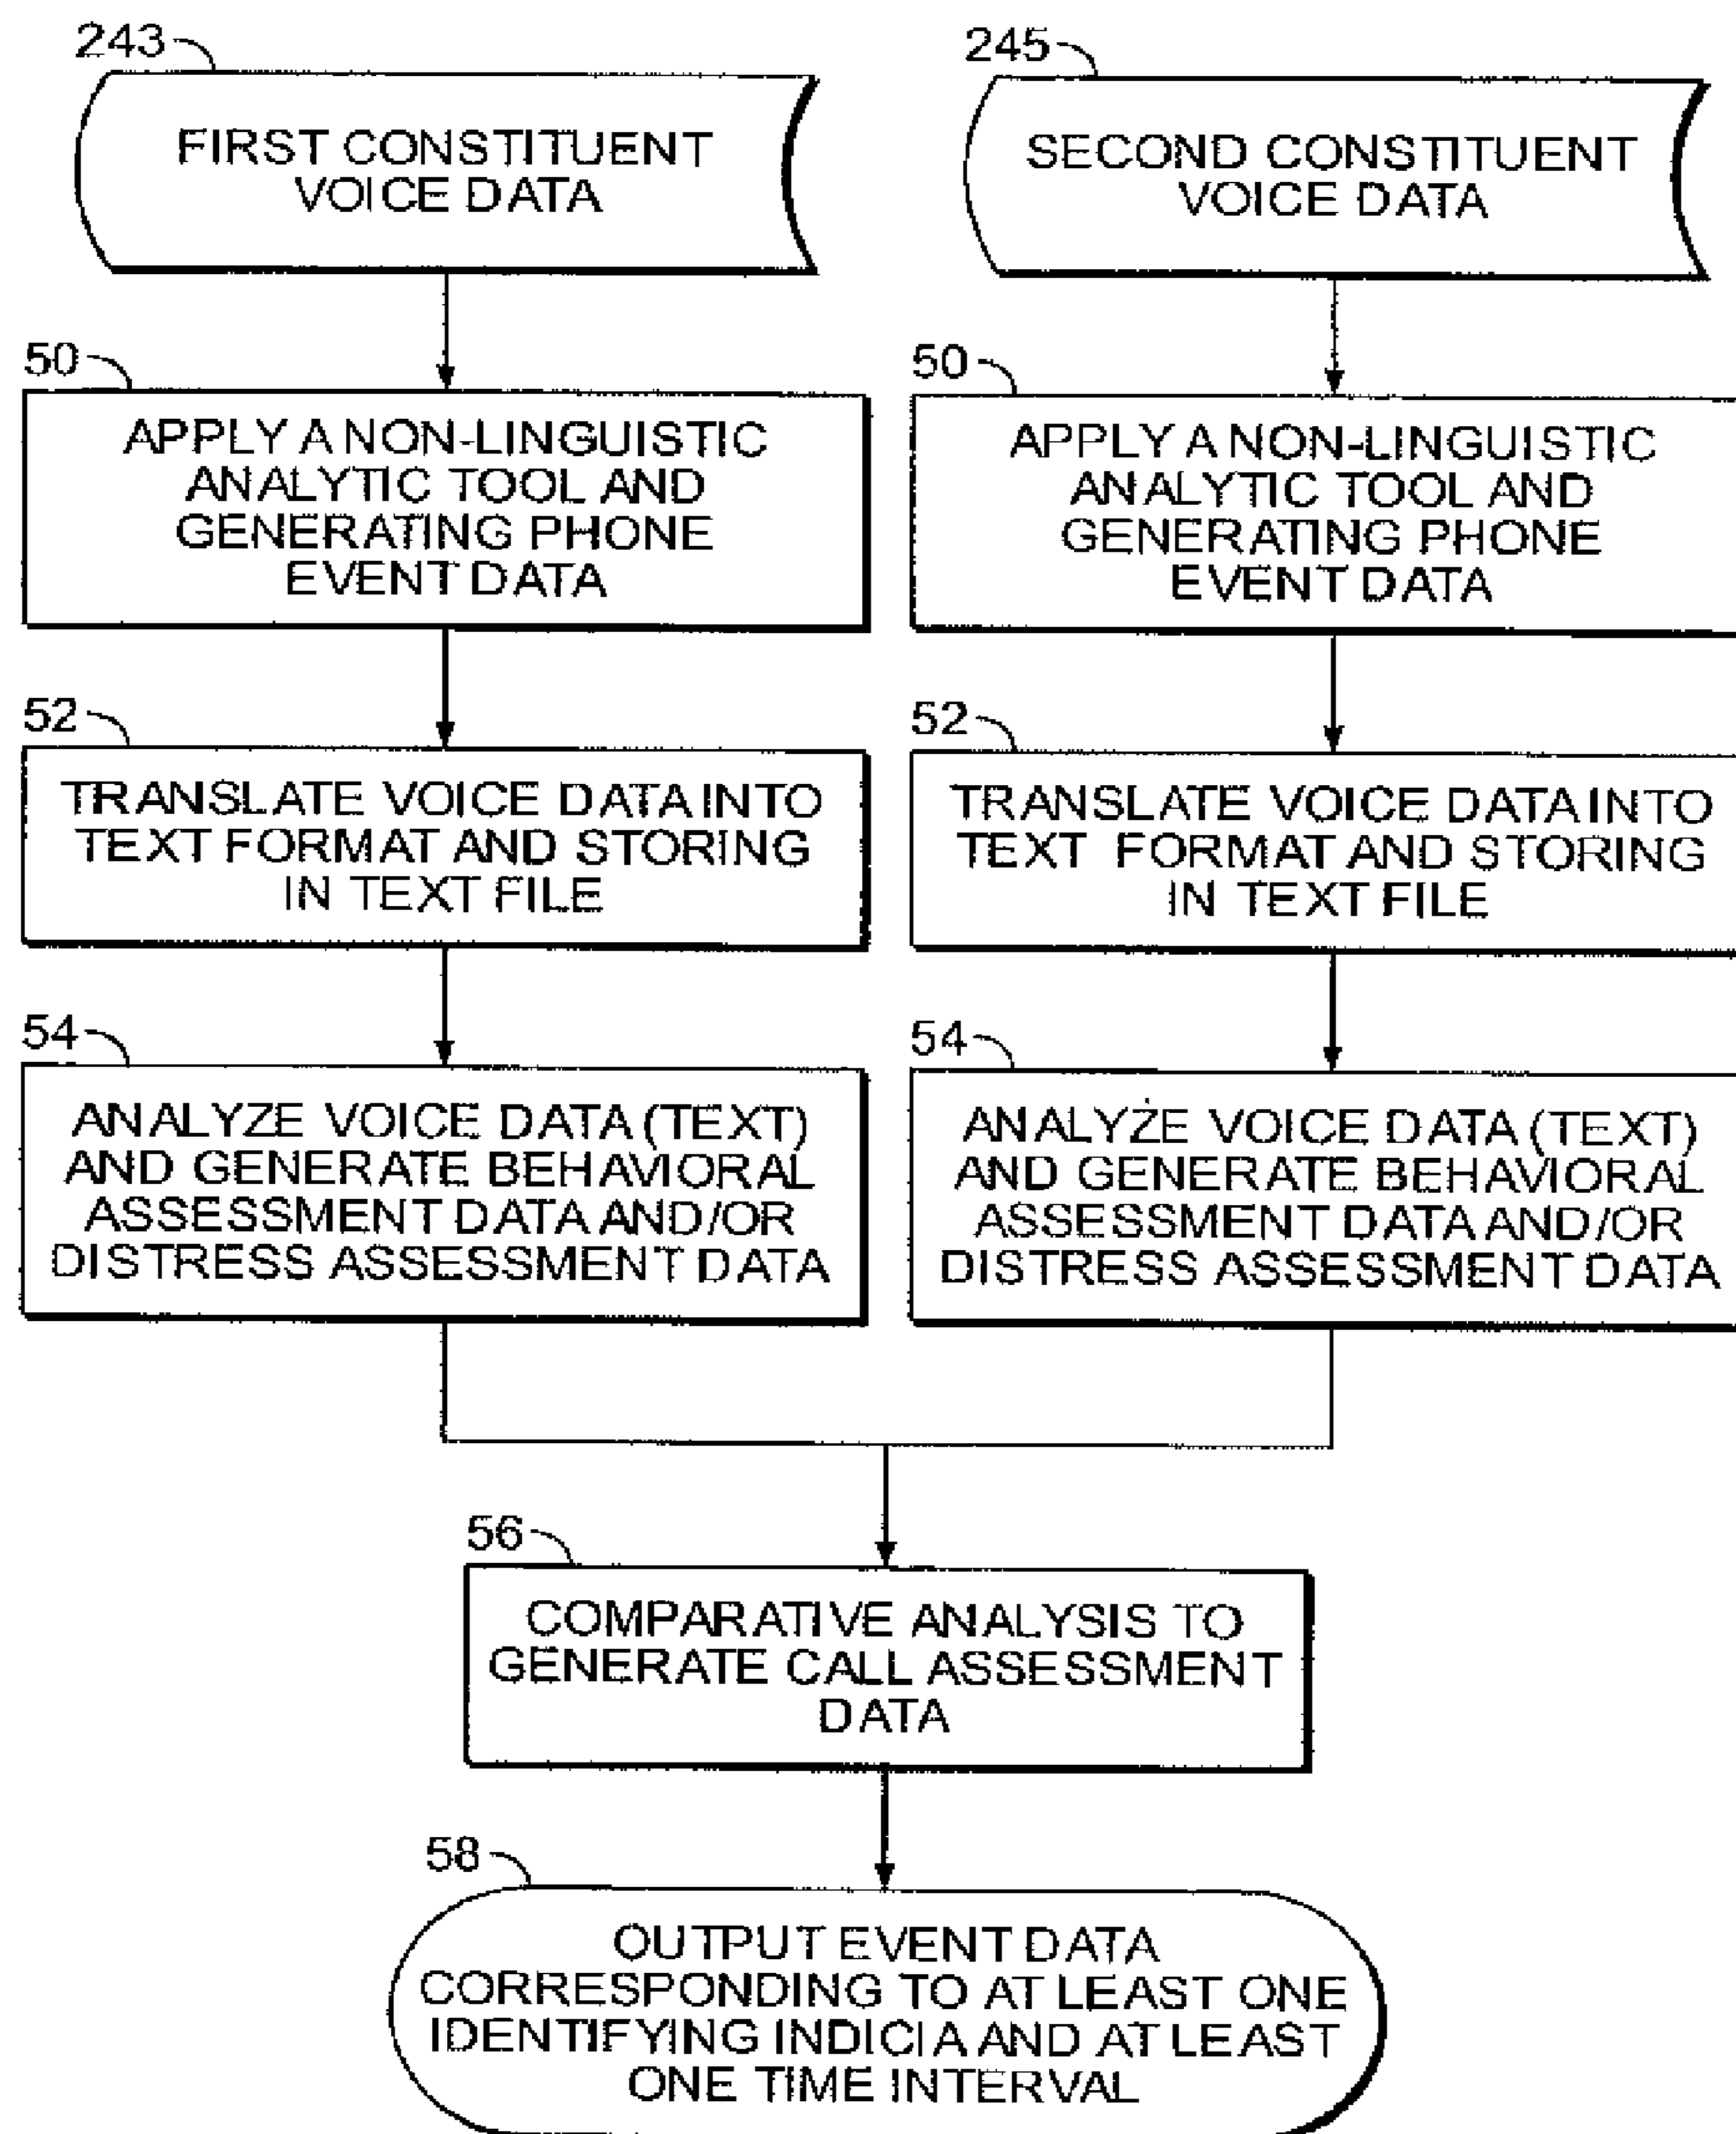 243
FIRST CONSTITUENT
VOICE DATA
245
SECOND CONSTITUENT
VOICE DATA
50
APPLY A NON-LINGUISTIC
ANALYTIC TOOL AND
GENERATING PHONE
EVENT DATA
50
APPLY A NON-LINGUISTIC
ANALYTIC TOOL AND
GENERATING PHONE
EVENT DATA
52
TRANSLATE VOICE DATA INTO
TEXT FORMAT AND STORING
IN TEXT FILE
52
TRANSLATE VOICE DATA INTO
TEXT FORMAT AND STORING
IN TEXT FILE
54
ANALYZE VOICE DATA (TEXT)
AND GENERATE BEHAVIORAL
ASSESSMENT DATA AND/OR
DISTRESS ASSESSMENT DATA
54
ANALYZE VOICE DATA (TEXT)
AND GENERATE BEHAVIORAL
ASSESSMENT DATA AND/OR
DISTRESS ASSESSMENT DATA
56
COMPARATIVE ANALYSIS TO
GENERATE CALL ASSESSMENT
DATA
58
OUTPUT EVENT DATA
CORRESPONDING TO AT LEAST ONE
IDENTIFYING INDICIA AND AT LEAST
ONE TIME INTERVAL